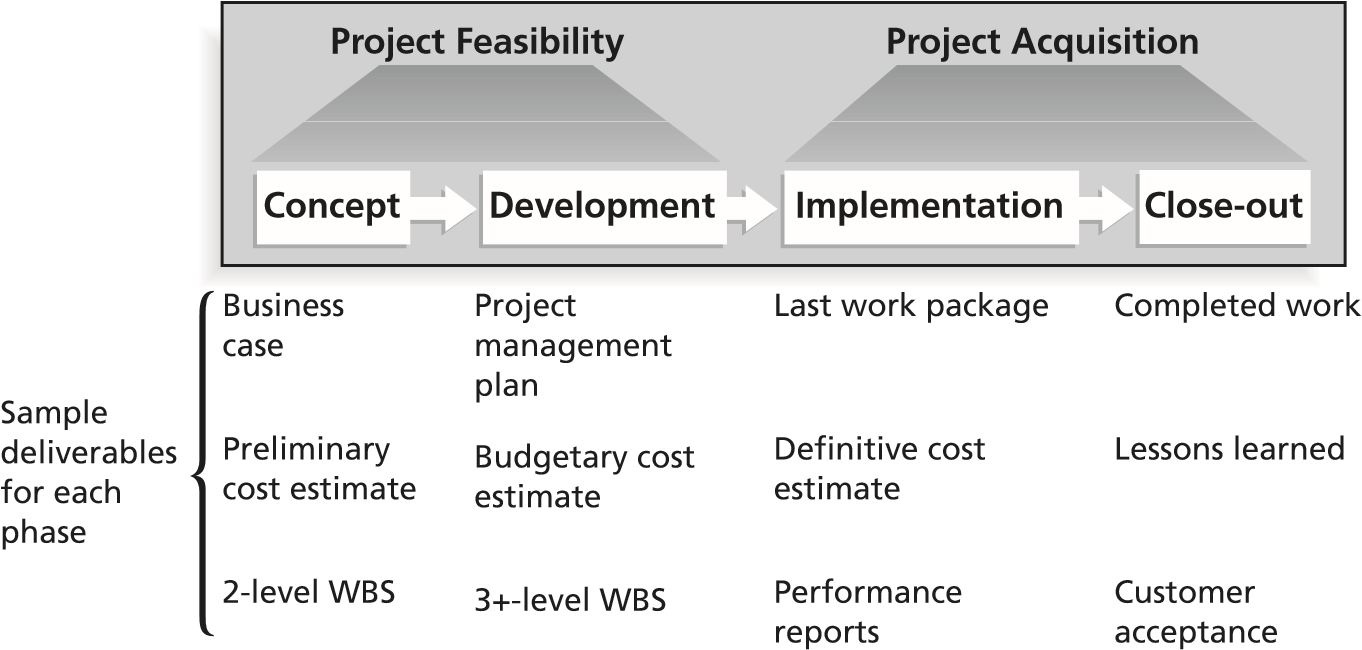 Project Feasibility
Project Acquisition
Concept
Development
Implementation
Close-out
Sample
deliverables
for each
phase
Business
case
Project
management
plan
Last work package
Completed work
Preliminary
cost estimate
Budgetary cost
estimate
Definitive cost
estimate
Lessons learned
2-level WBS
3+-level WBS
Performance
reports
Customer
acceptance